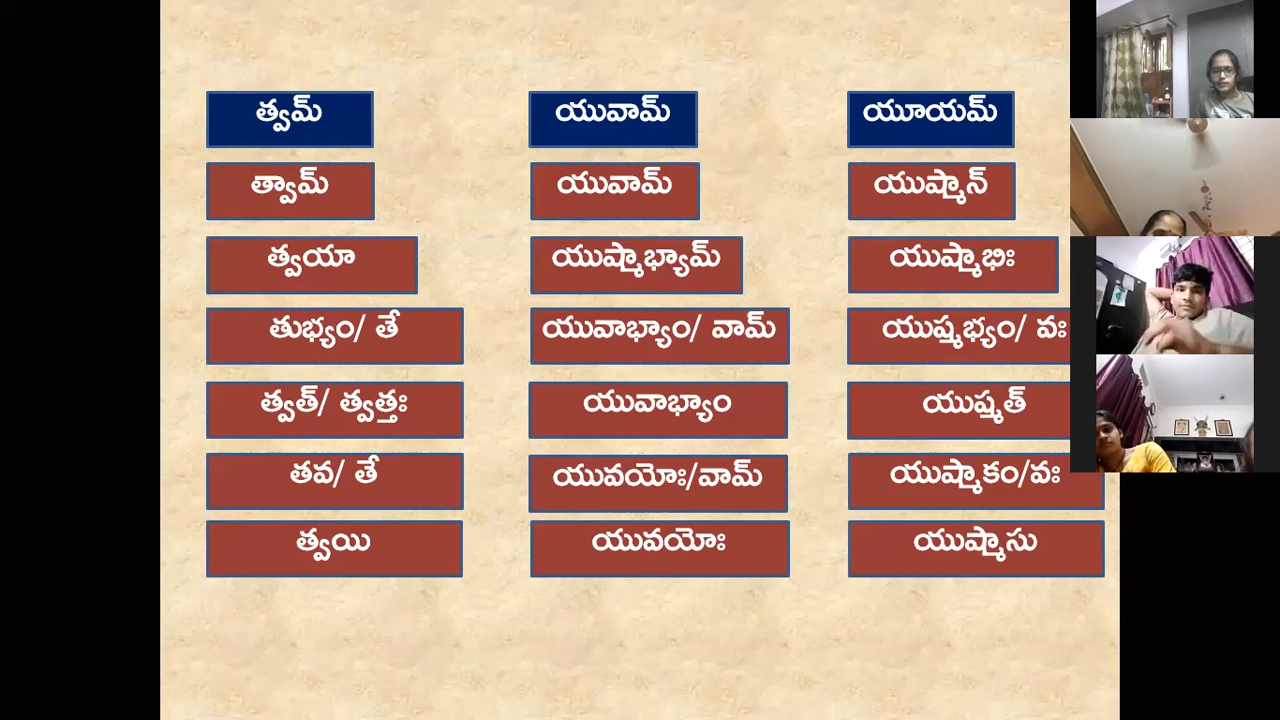 త్వమ్ యువామ్ యూయమ్
త్వామ్ యువామ్ యుష్మాన్
త్వయా యుష్మాభ్యామ్ యుష్మాభిః
తుభ్యం/ తే యువాభ్యాం/ వామ్ యుష్మభ్యం/ వః
త్వత్/ త్వత్తః యువాభ్యాం యుష్మత్
తవ/ తే యువయోః/వామ్ యుష్మాకం/వః
త్వయి యువయోః యుష్మాసు